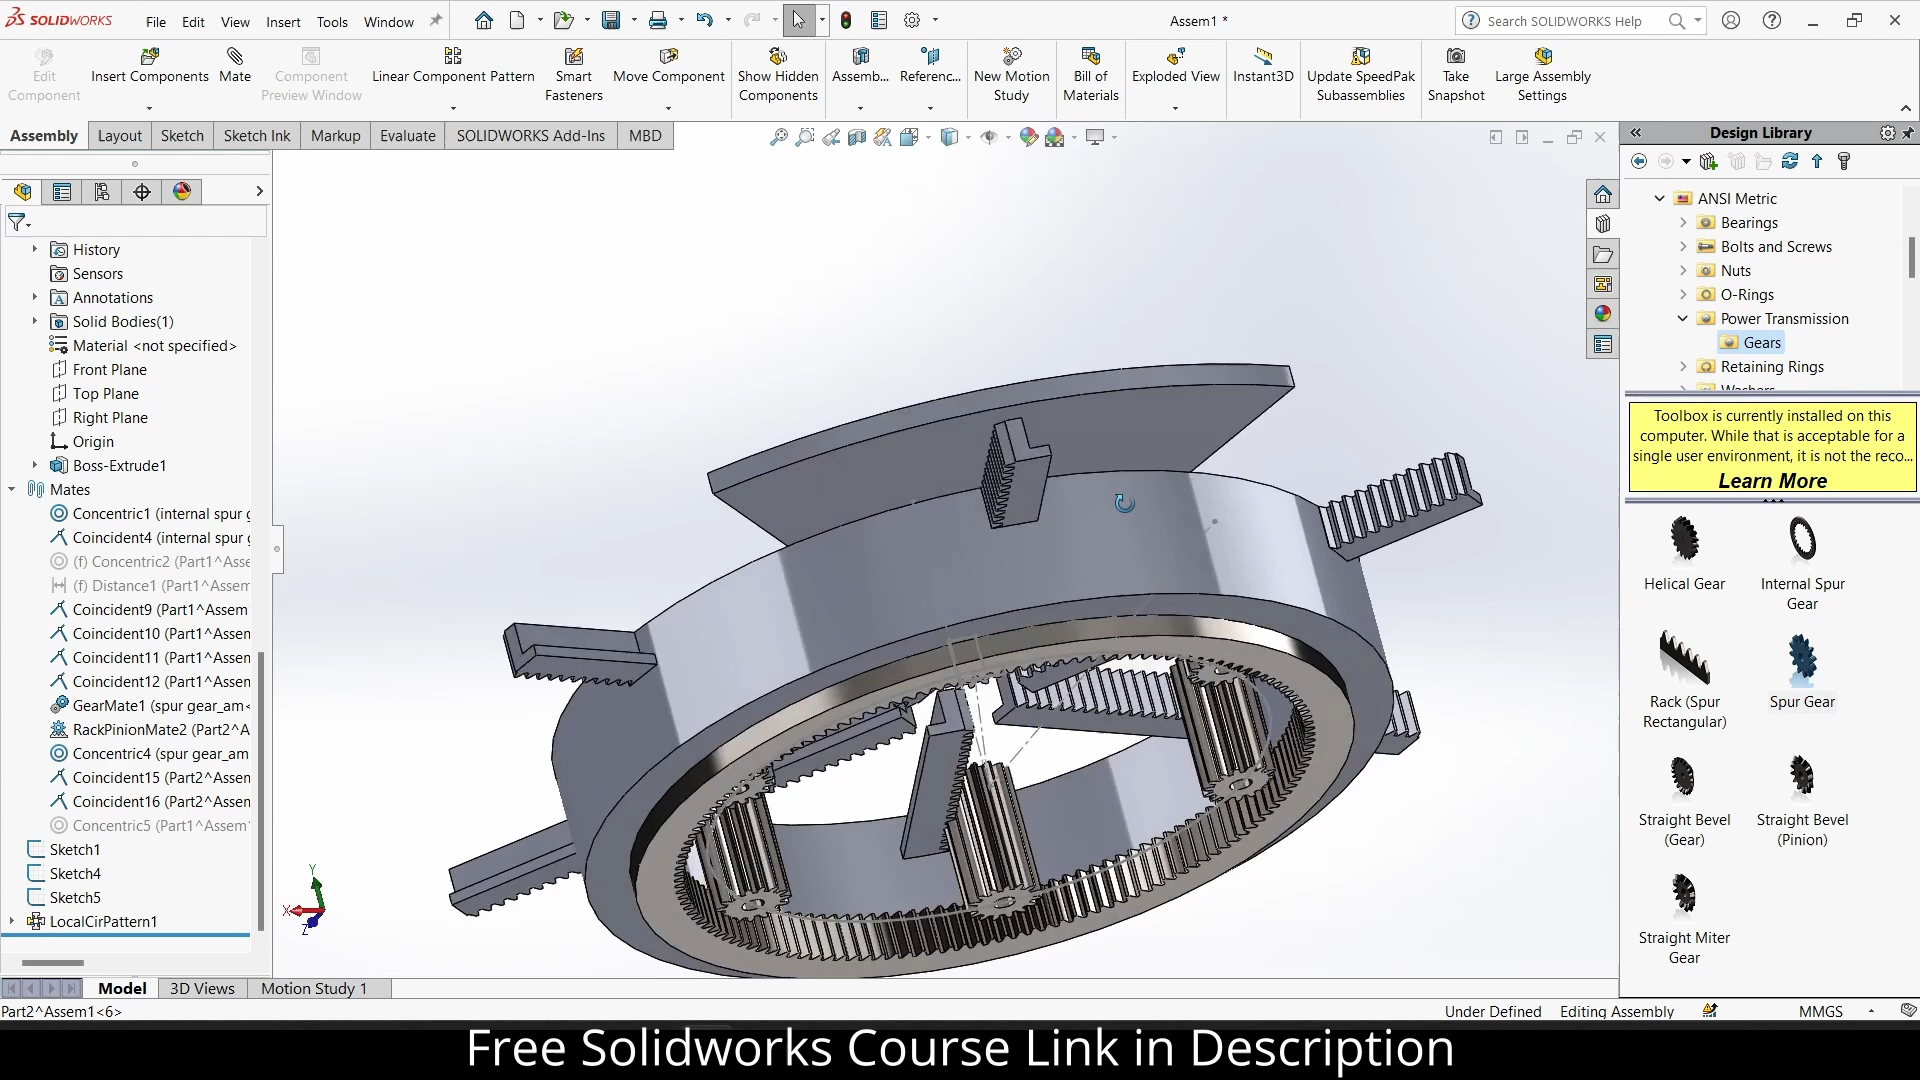 SOLIDWORKS File Edit View Insert Tools Window
Assem1 *
Search SOLIDWORKS Help
Edit Component
Insert Components
Mate
Component Preview Window
Linear Component Pattern
Smart Fasteners
Move Component
Show Hidden Components
Assemb...
Referenc...
New Motion Study
Bill of Materials
Exploded View
Instant3D
Update SpeedPak Subassemblies
Take Snapshot
Large Assembly Settings
Assembly Layout Sketch Sketch Ink Markup Evaluate SOLIDWORKS Add-Ins MBD
History
Sensors
Annotations
Solid Bodies(1)
Material <not specified>
Front Plane
Top Plane
Right Plane
Origin
Boss-Extrude1
Mates
Concentric1 (internal spur g
Coincident4 (internal spur g
(f) Concentric2 (Part1^Asse
(f) Distance1 (Part1^Assem
Coincident9 (Part1^Assem
Coincident10 (Part1^Assen
Coincident11 (Part1^Assen
Coincident12 (Part1^Assen
GearMate1 (spur gear_am<
RackPinionMate2 (Part2^A
Concentric4 (spur gear_am
Coincident15 (Part2^Assen
Coincident16 (Part2^Assen
Concentric5 (Part1^Assem
Sketch1
Sketch4
Sketch5
LocalCirPattern1
Y
X
Z
Design Library
ANSI Metric
Bearings
Bolts and Screws
Nuts
O-Rings
Power Transmission
Gears
Retaining Rings
Toolbox is currently installed on this
computer. While that is acceptable for a
single user environment, it is not the reco...
Learn More
Helical Gear
Internal Spur Gear
Rack (Spur Rectangular)
Spur Gear
Straight Bevel (Gear)
Straight Bevel (Pinion)
Straight Miter Gear
Model 3D Views Motion Study 1
Part2^Assem1<6>
Under Defined Editing Assembly MMGS
Free Solidworks Course Link in Description